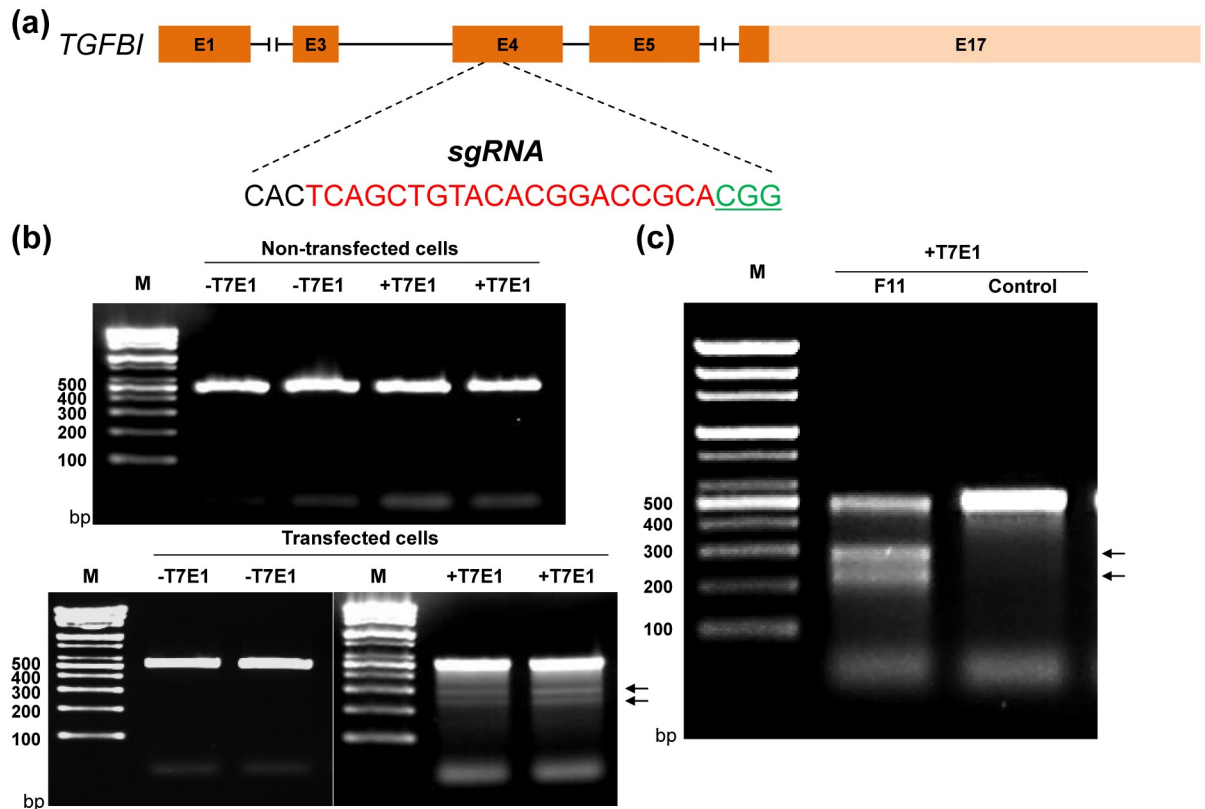 (a)
TGFBI E1 E3 E4 E5 E17
sgRNA
CACTCAGCTGTACACGGACCGCACGG
(b)
Non-transfected cells
M -T7E1 -T7E1 +T7E1 +T7E1
500
400
300
200
100
bp
Transfected cells
M -T7E1 -T7E1 M +T7E1 +T7E1
500
400
300
200
100
bp
(c)
+T7E1
M F11 Control
500
400
300
200
100
bp